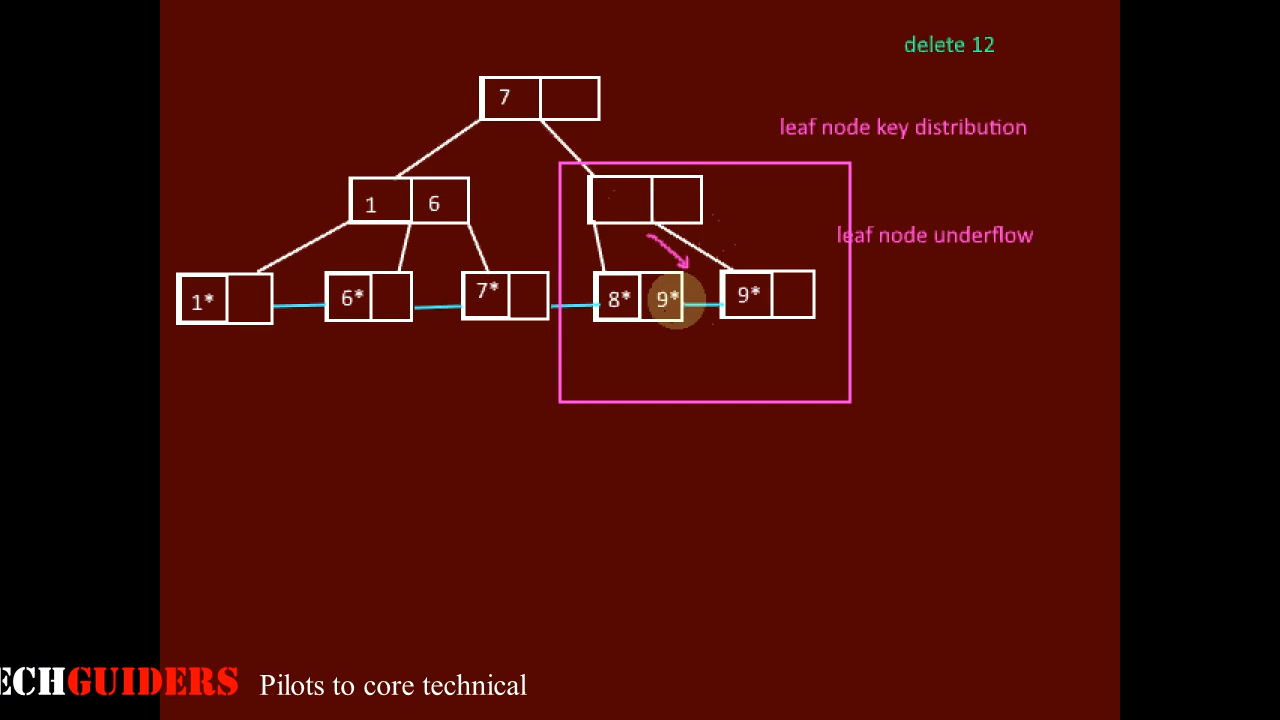 delete 12
7
leaf node key distribution
1 6
leaf node underflow
1* 6* 7* 8* 9* 9*
ECHGUIDERS Pilots to core technical